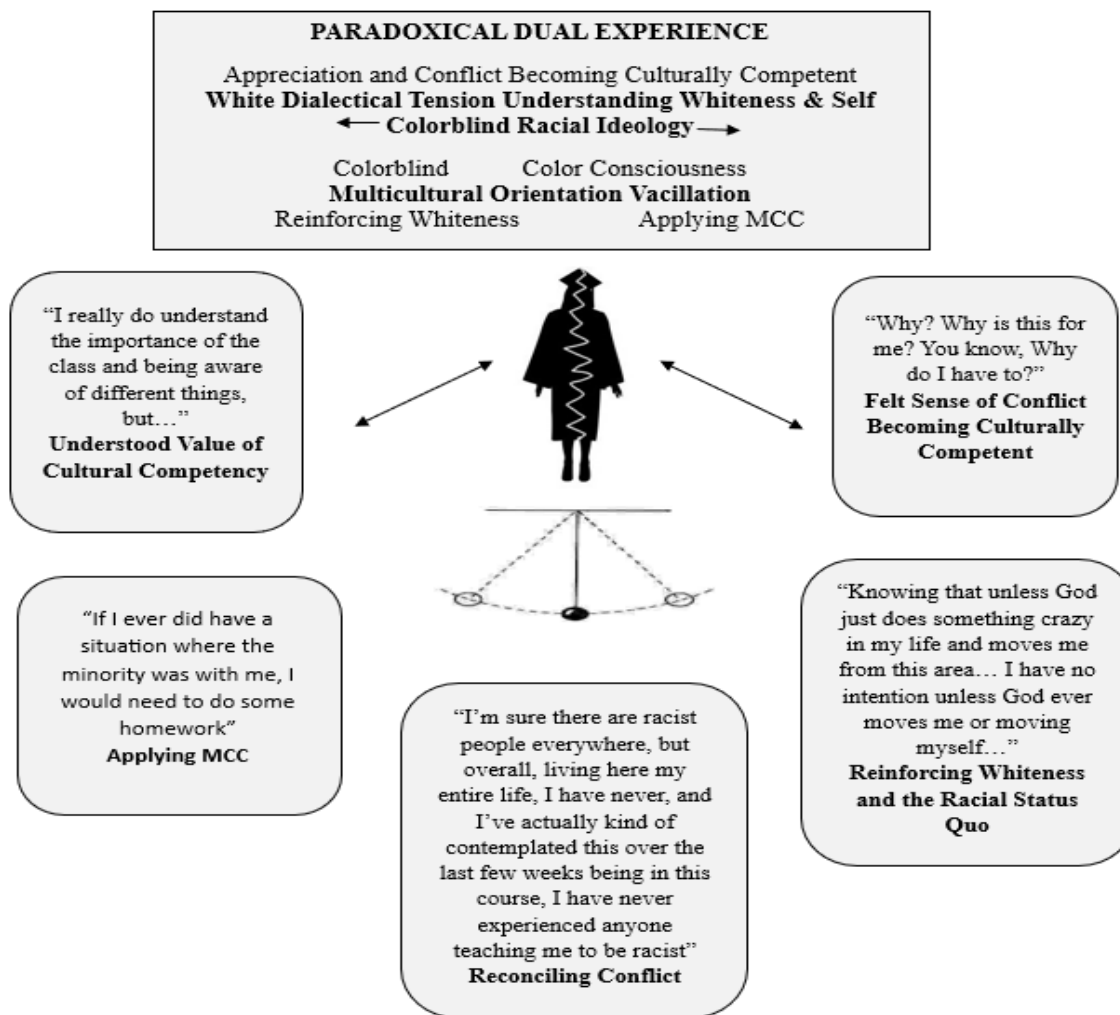 PARADOXICAL DUAL EXPERIENCE
Appreciation and Conflict Becoming Culturally Competent
White Dialectical Tension Understanding Whiteness & Self
Colorblind Racial Ideology
Colorblind Color Consciousness
Multicultural Orientation Vacillation
Reinforcing Whiteness Applying MCC
“I really do understand
the importance of the
class and being aware
of different things,
but…”
Understood Value of
Cultural Competency
“Why? Why is this for
me? You know, Why
do I have to?”
Felt Sense of Conflict
Becoming Culturally
Competent
“If I ever did have a
situation where the
minority was with me, I
would need to do some
homework”
Applying MCC
“I’m sure there are racist
people everywhere, but
overall, living here my
entire life, I have never, and
I’ve actually kind of
contemplated this over the
last few weeks being in this
course, I have never
experienced anyone
teaching me to be racist”
Reconciling Conflict
“Knowing that unless God
just does something crazy
in my life and moves me
from this area… I have no
intention unless God ever
moves me or moving
myself…”
Reinforcing Whiteness
and the Racial Status
Quo